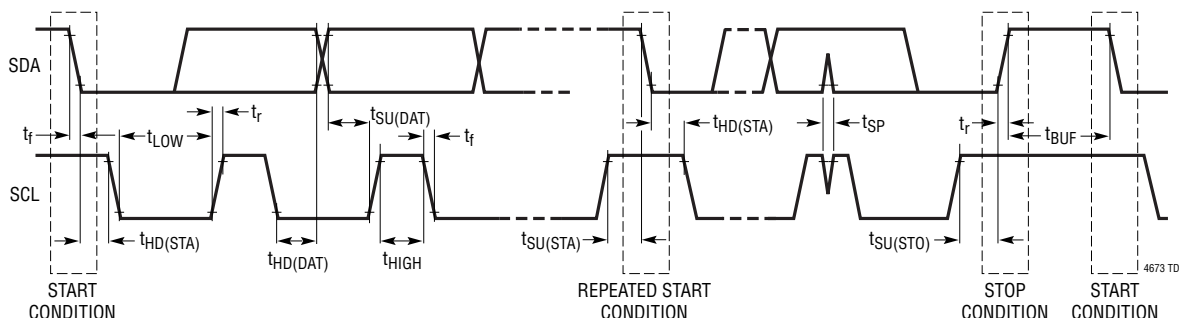 SDA
t_f
t_LOW
t_r
t_SU(DAT)
t_f
t_HD(STA)
t_SP
t_r
t_BUF
SCL
t_HD(STA)
t_HD(DAT)
t_HIGH
t_SU(STA)
t_SU(STO)
4673 TD
START
CONDITION
REPEATED START
CONDITION
STOP
CONDITION
START
CONDITION